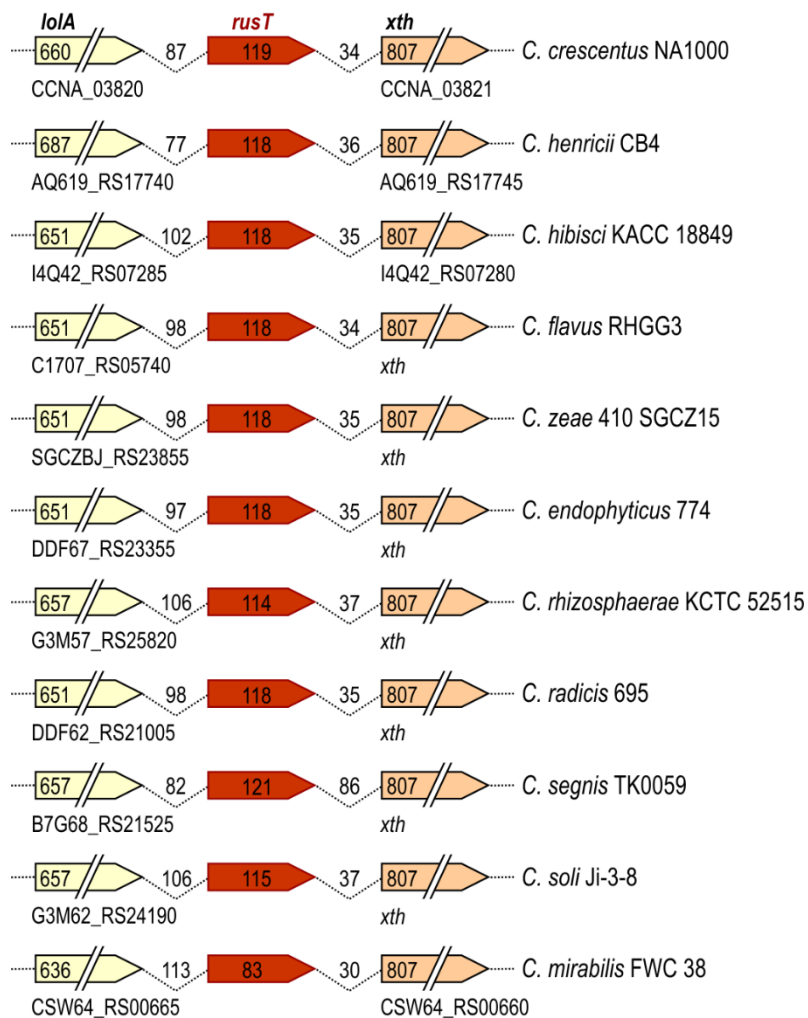 lolA rusT xth
660 87 119 34 807 C. crescentus NA1000
CCNA_03820 CCNA_03821
687 77 118 36 807 C. henricii CB4
AQ619_RS17740 AQ619_RS17745
651 102 118 35 807 C. hibisci KACC 18849
I4Q42_RS07285 I4Q42_RS07280
651 98 118 34 807 C. flavus RHGG3
C1707_RS05740 xth
651 98 118 35 807 C. zeae 410 SGCZ15
SGCZBJ_RS23855 xth
651 97 118 35 807 C. endophyticus 774
DDF67_RS23355 xth
657 106 114 37 807 C. rhizosphaerae KCTC 52515
G3M57_RS25820 xth
651 98 118 35 807 C. radicis 695
DDF62_RS21005 xth
657 82 121 86 807 C. segnis TK0059
B7G68_RS21525 xth
657 106 115 37 807 C. soli Ji-3-8
G3M62_RS24190 xth
636 113 83 30 807 C. mirabilis FWC 38
CSW64_RS00665 CSW64_RS00660